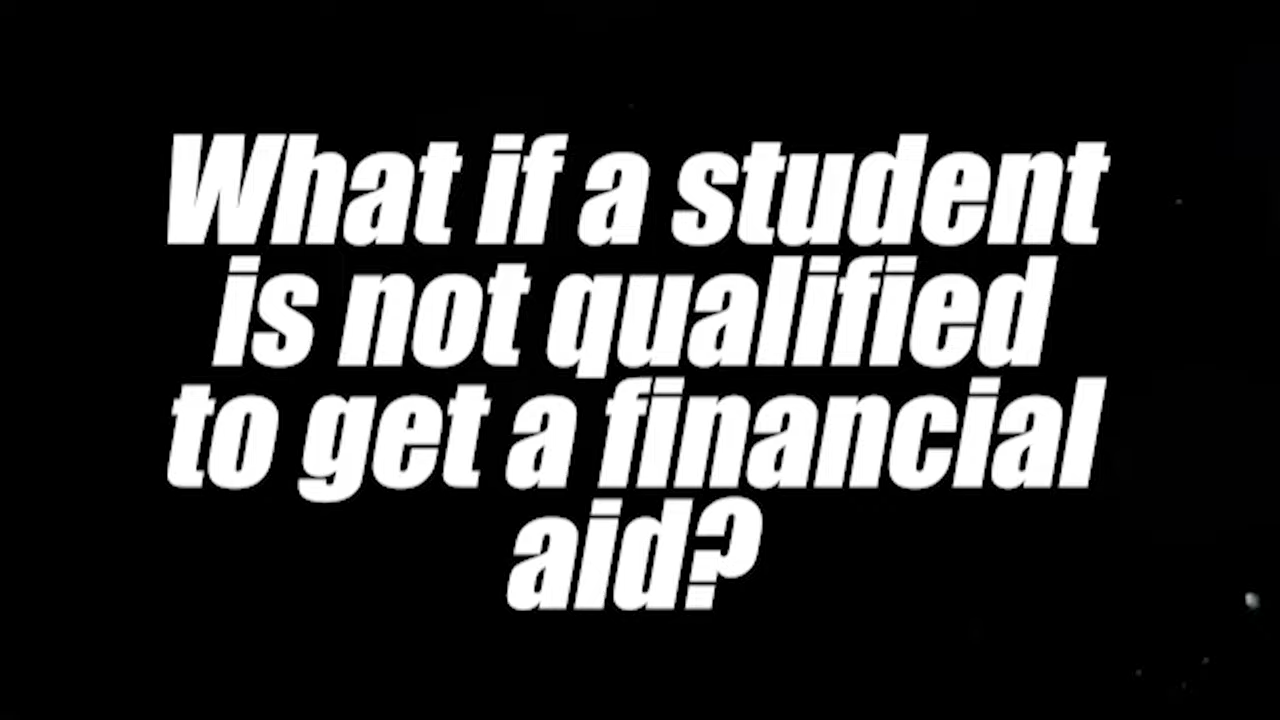 What if a student
is not qualified
to get a financial
aid?